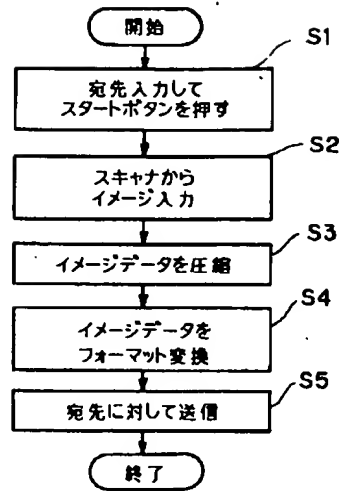 開始
S1
宛先入力して
スタートボタンを押す
S2
スキャナから
イメージ入力
S3
イメージデータを圧縮
S4
イメージデータを
フォーマット変換
S5
宛先に対して送信
終了